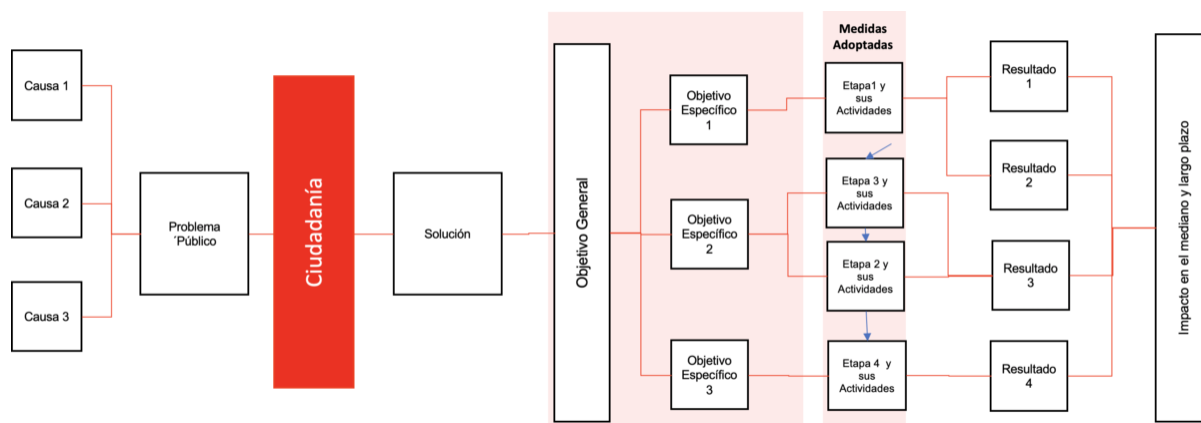 Causa 1
Causa 2
Causa 3
Problema
´Público
Ciudadanía
Solución
Objetivo General
Objetivo
Específico
1
Objetivo
Específico
2
Objetivo
Específico
3
Medidas
Adoptadas
Etapa1 y
sus
Actividades
Etapa 3 y
sus
Actividades
Etapa 2 y
sus
Actividades
Etapa 4 y
sus
Actividades
Resultado
1
Resultado
2
Resultado
3
Resultado
4
Impacto en el mediano y largo plazo